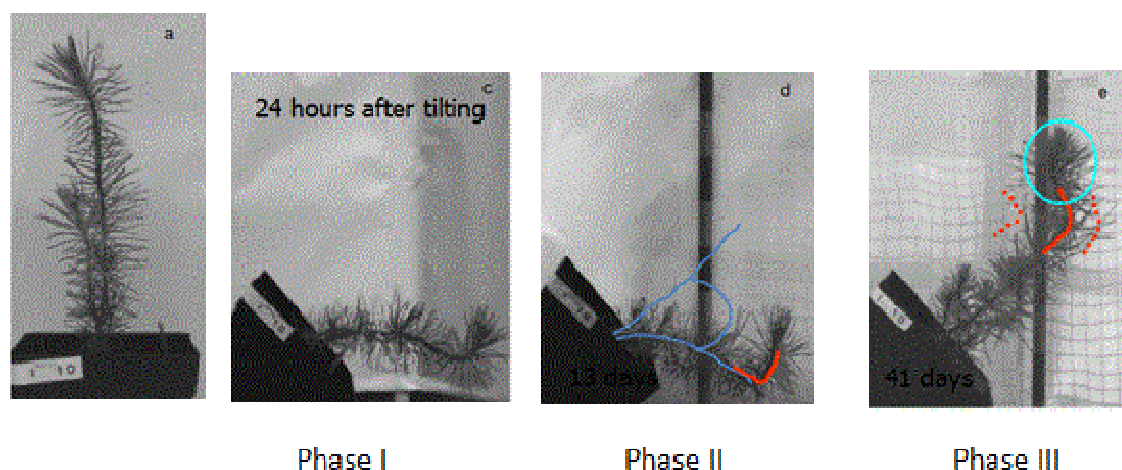 a
c
24 hours after tilting
d
13 days
e
41 days
Phase I
Phase II
Phase III